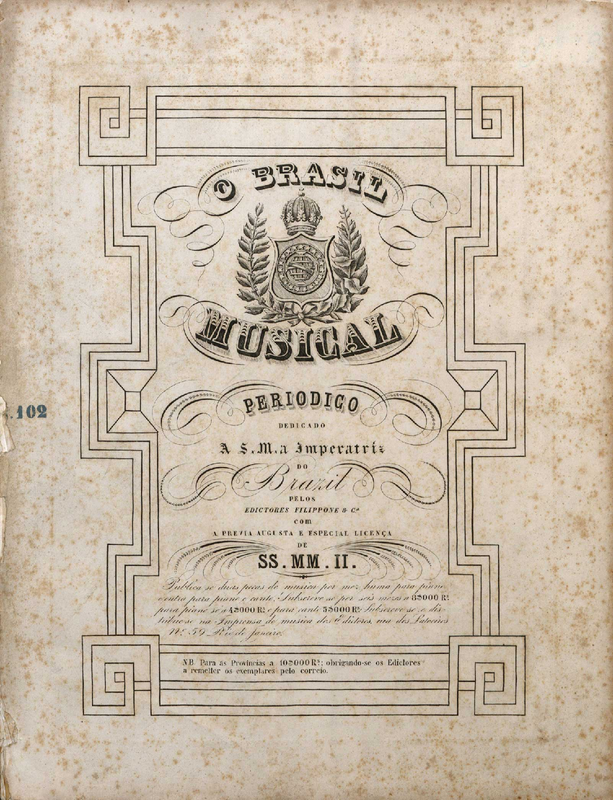 O BRASIL
MUSICAL
102
PERIODICO
DEDICADO
A S.M.a Imperatriz
DO
Brazil
PELOS
EDICTORES FILIPPONE & Cª
com
A PREVIA AUGUSTA E ESPECIAL LICENÇA
DE
SS. MM. II.
Publica se duas peças de musica por mez, huma para piano,
e outra para piano e canto; Subscreve se por seis mezes a 6$000 Rs.
para piano só a 4$000 Rs. e para canto 3$000 Rs. Subscreve se e dis-
tribue se na Imprensa de musica dos Editores, rua dos Latoeiros
Nº 59, Rio de Janeiro.
NB Para as Provincias a 10$000 Rs; obrigando-se os Edictores
a remetter os exemplares pelo correio.